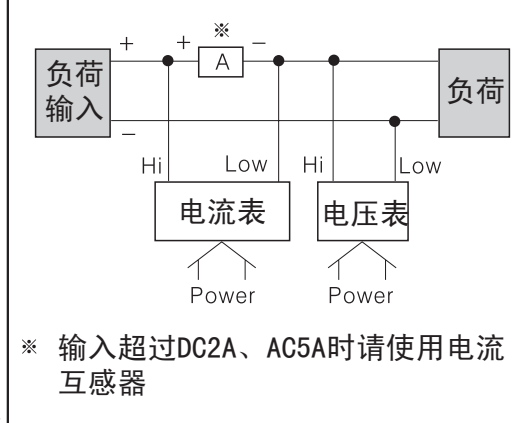 ※
+ + A −
负荷
输入
负荷
−
Hi Low Hi Low
电流表 电压表
Power Power
※ 输入超过DC2A、AC5A时请使用电流
互感器